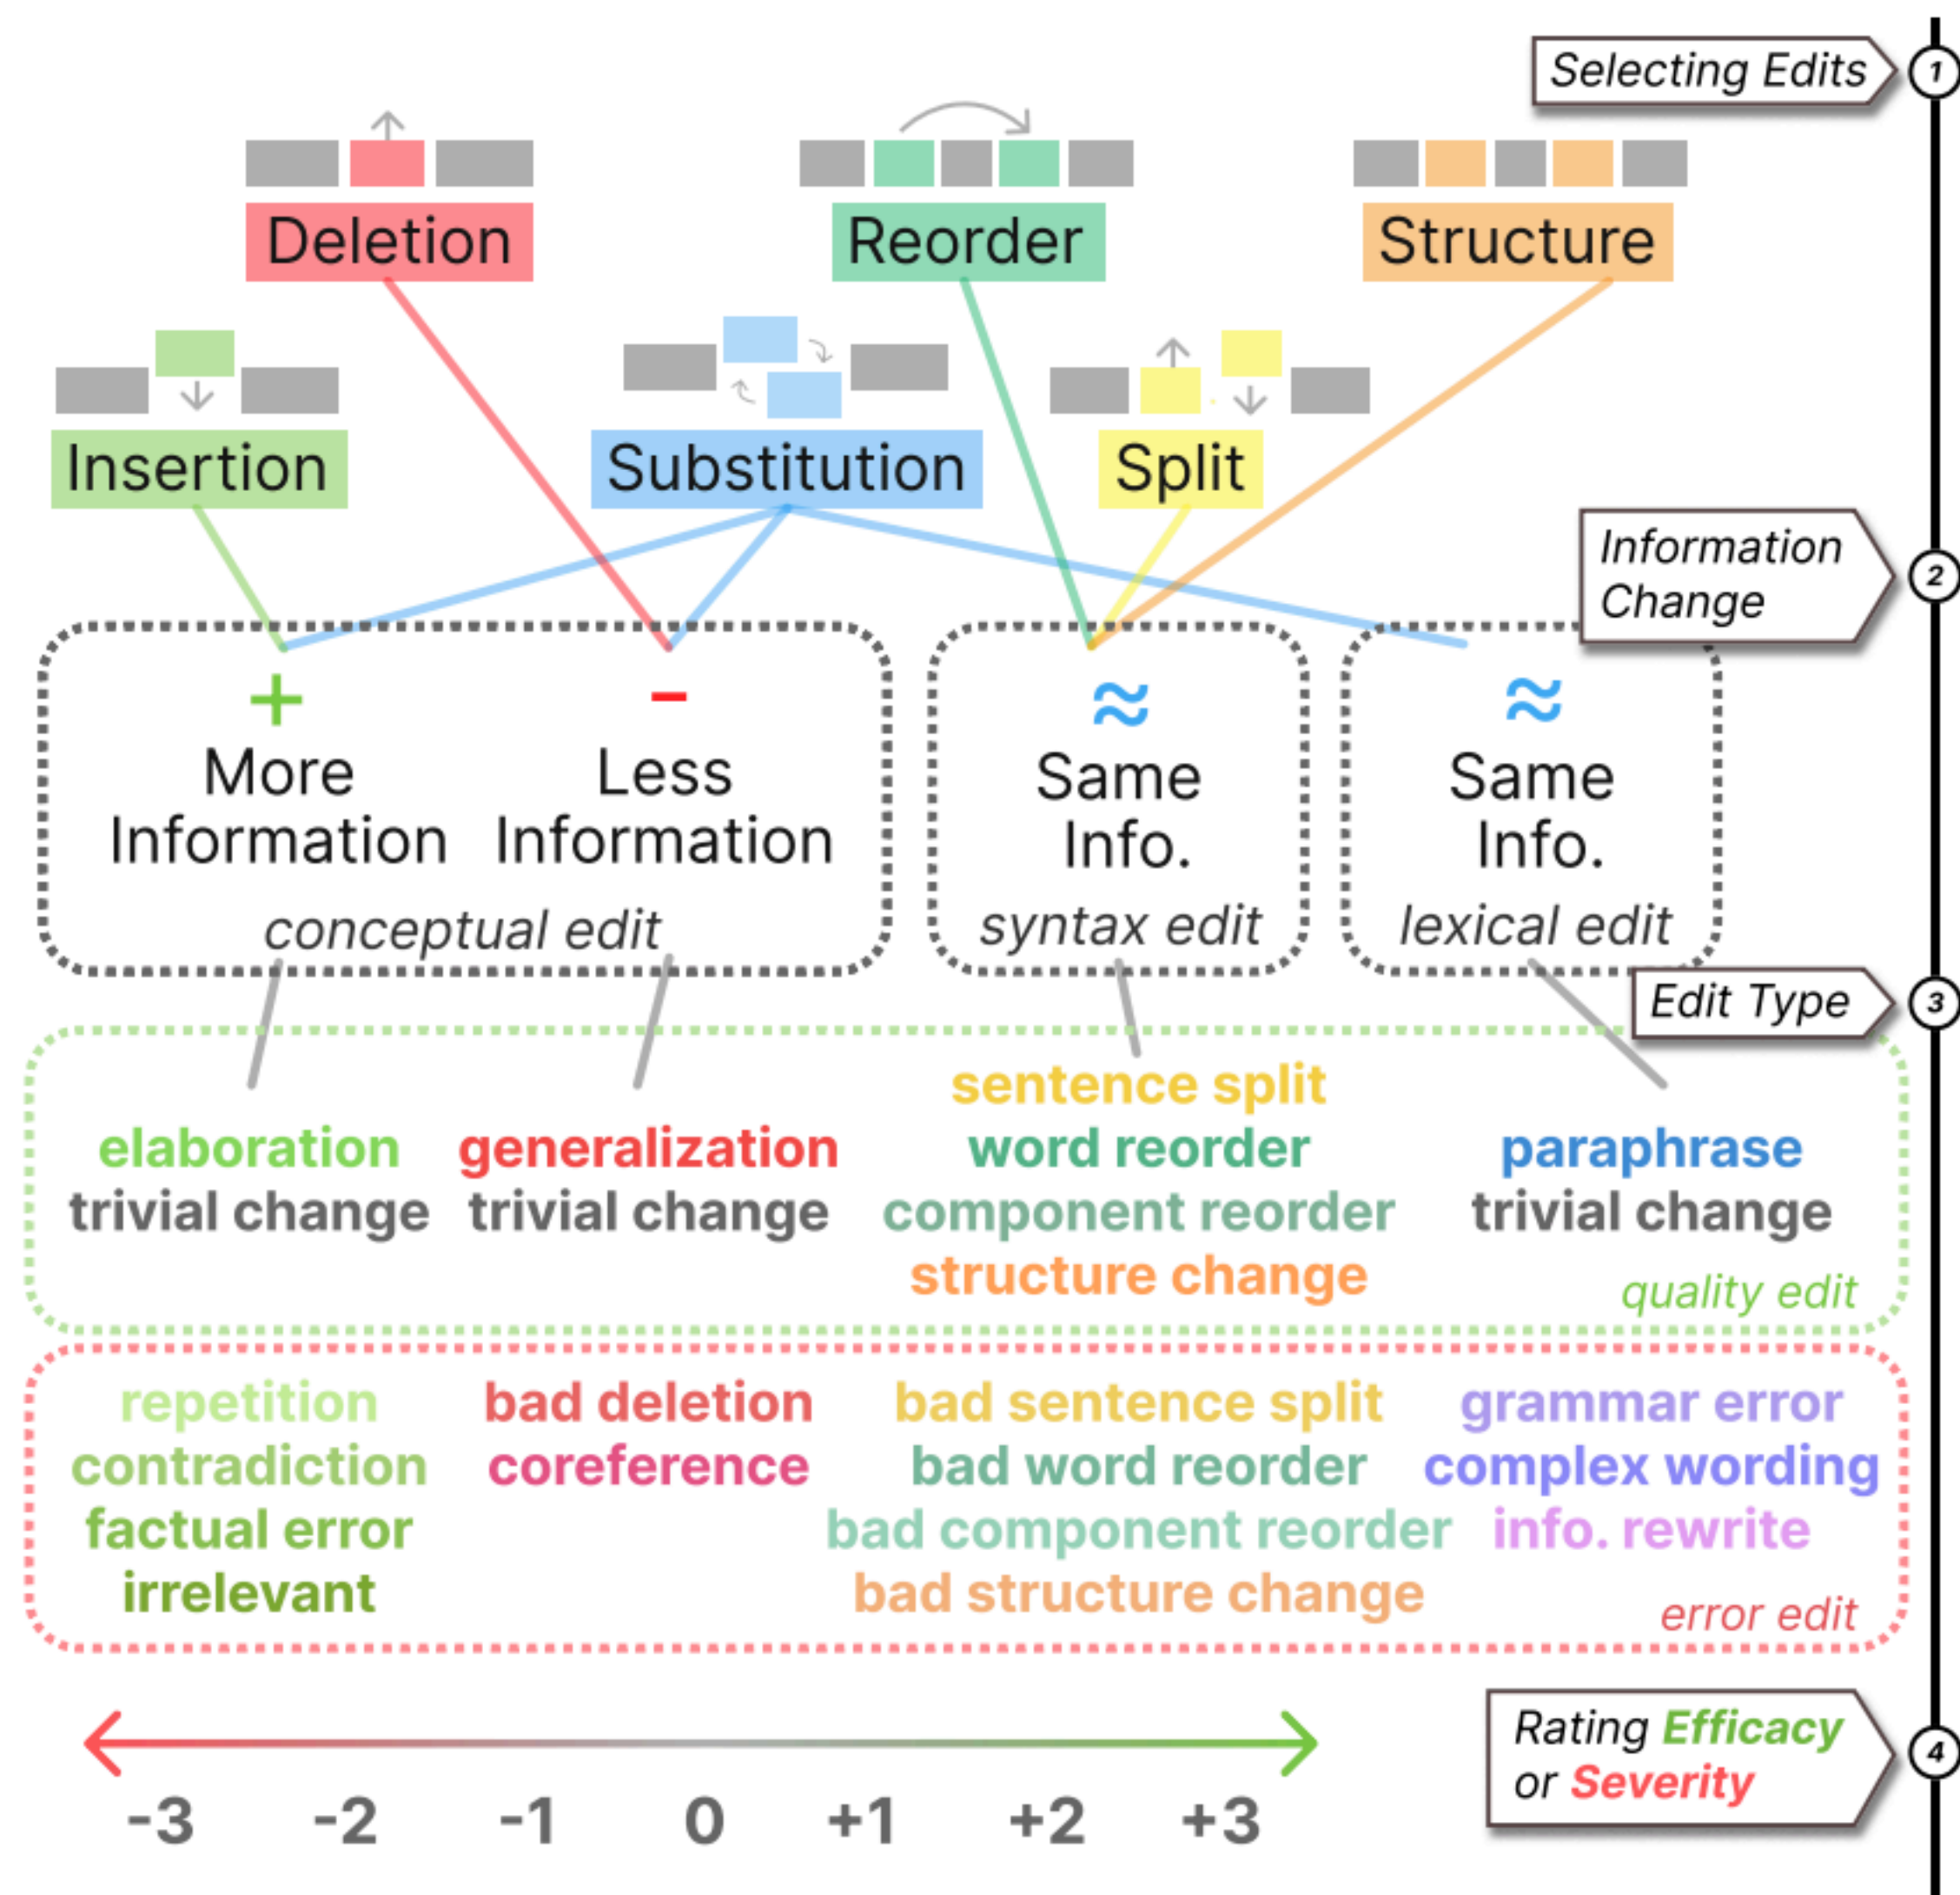 Selecting Edits
1
Deletion
Reorder
Structure
Insertion
Substitution
Split
Information
Change
2
+
-
≈
≈
More
Information
Less
Information
Same
Info.
Same
Info.
conceptual edit
syntax edit
lexical edit
Edit Type
3
elaboration
trivial change
generalization
trivial change
sentence split
word reorder
component reorder
structure change
paraphrase
trivial change
quality edit
repetition
contradiction
factual error
irrelevant
bad deletion
coreference
bad sentence split
bad word reorder
bad component reorder
bad structure change
grammar error
complex wording
info. rewrite
error edit
Rating Efficacy
or Severity
4
-3 -2 -1 0 +1 +2 +3